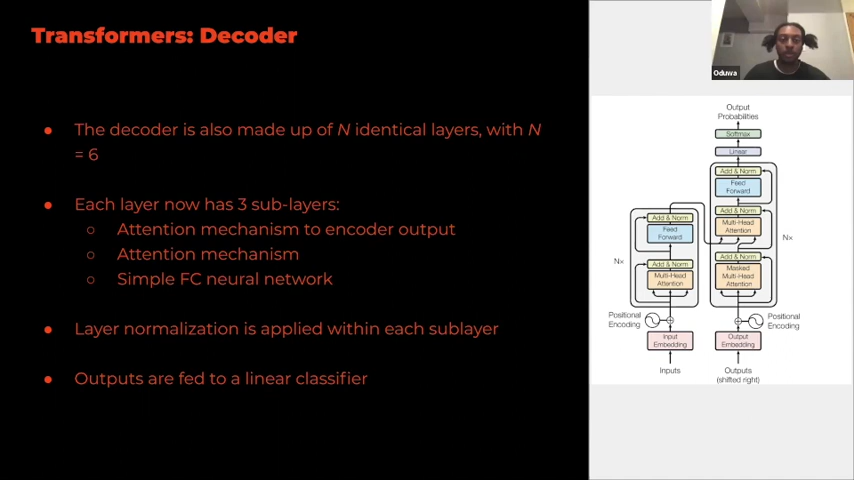 Transformers: Decoder
Oduwa
● The decoder is also made up of N identical layers, with N
= 6
● Each layer now has 3 sub-layers:
○ Attention mechanism to encoder output
○ Attention mechanism
○ Simple FC neural network
● Layer normalization is applied within each sublayer
● Outputs are fed to a linear classifier
Output
Probabilities
Softmax
Linear
Add & Norm
Feed
Forward
Add & Norm
Multi-Head
Attention
Nx
Add & Norm
Masked
Multi-Head
Attention
Add & Norm
Feed
Forward
Nx
Add & Norm
Multi-Head
Attention
Positional
Encoding
Positional
Encoding
Input
Embedding
Output
Embedding
Inputs
Outputs
(shifted right)